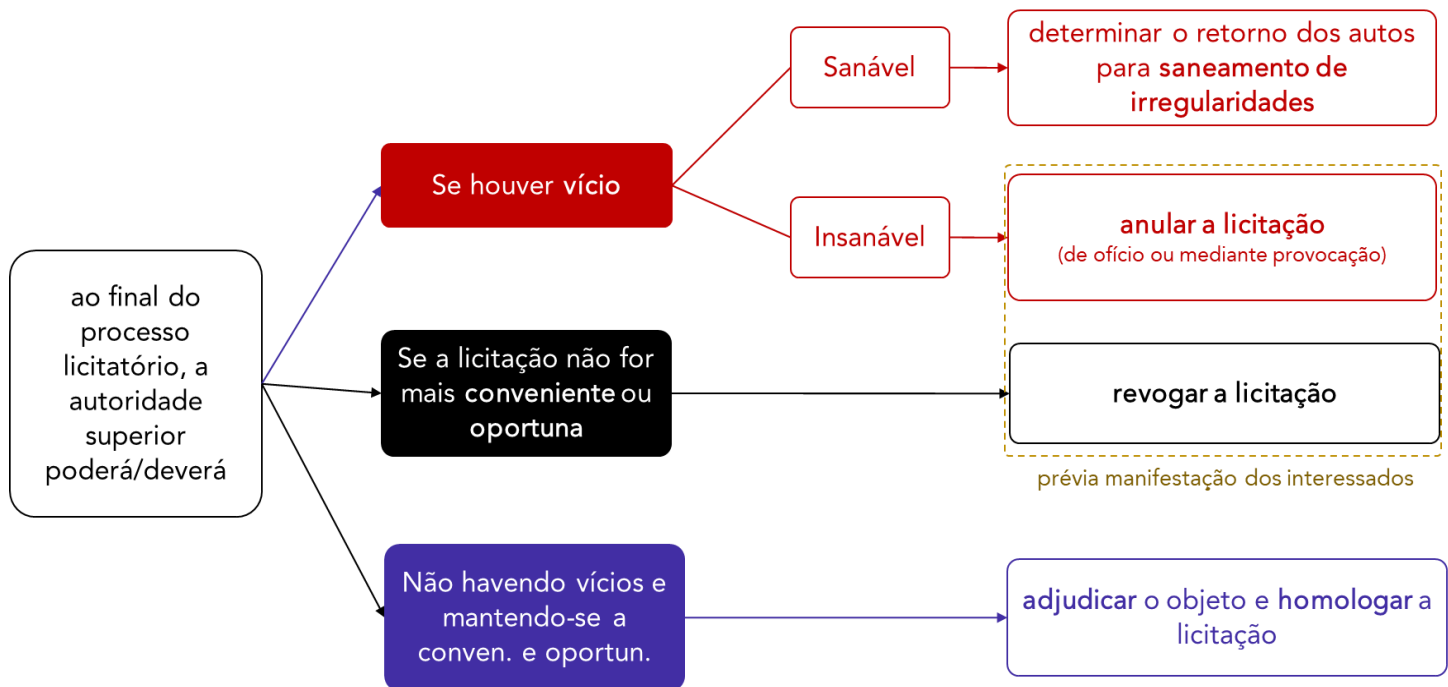 ao final do
processo
licitatório, a
autoridade
superior
poderá/deverá
Se houver vício
Sanável
determinar o retorno dos autos
para saneamento de
irregularidades
Insanável
anular a licitação
(de ofício ou mediante provocação)
Se a licitação não for
mais conveniente ou
oportuna
revogar a licitação
prévia manifestação dos interessados
Não havendo vícios e
mantendo-se a
conven. e oportun.
adjudicar o objeto e homologar a
licitação